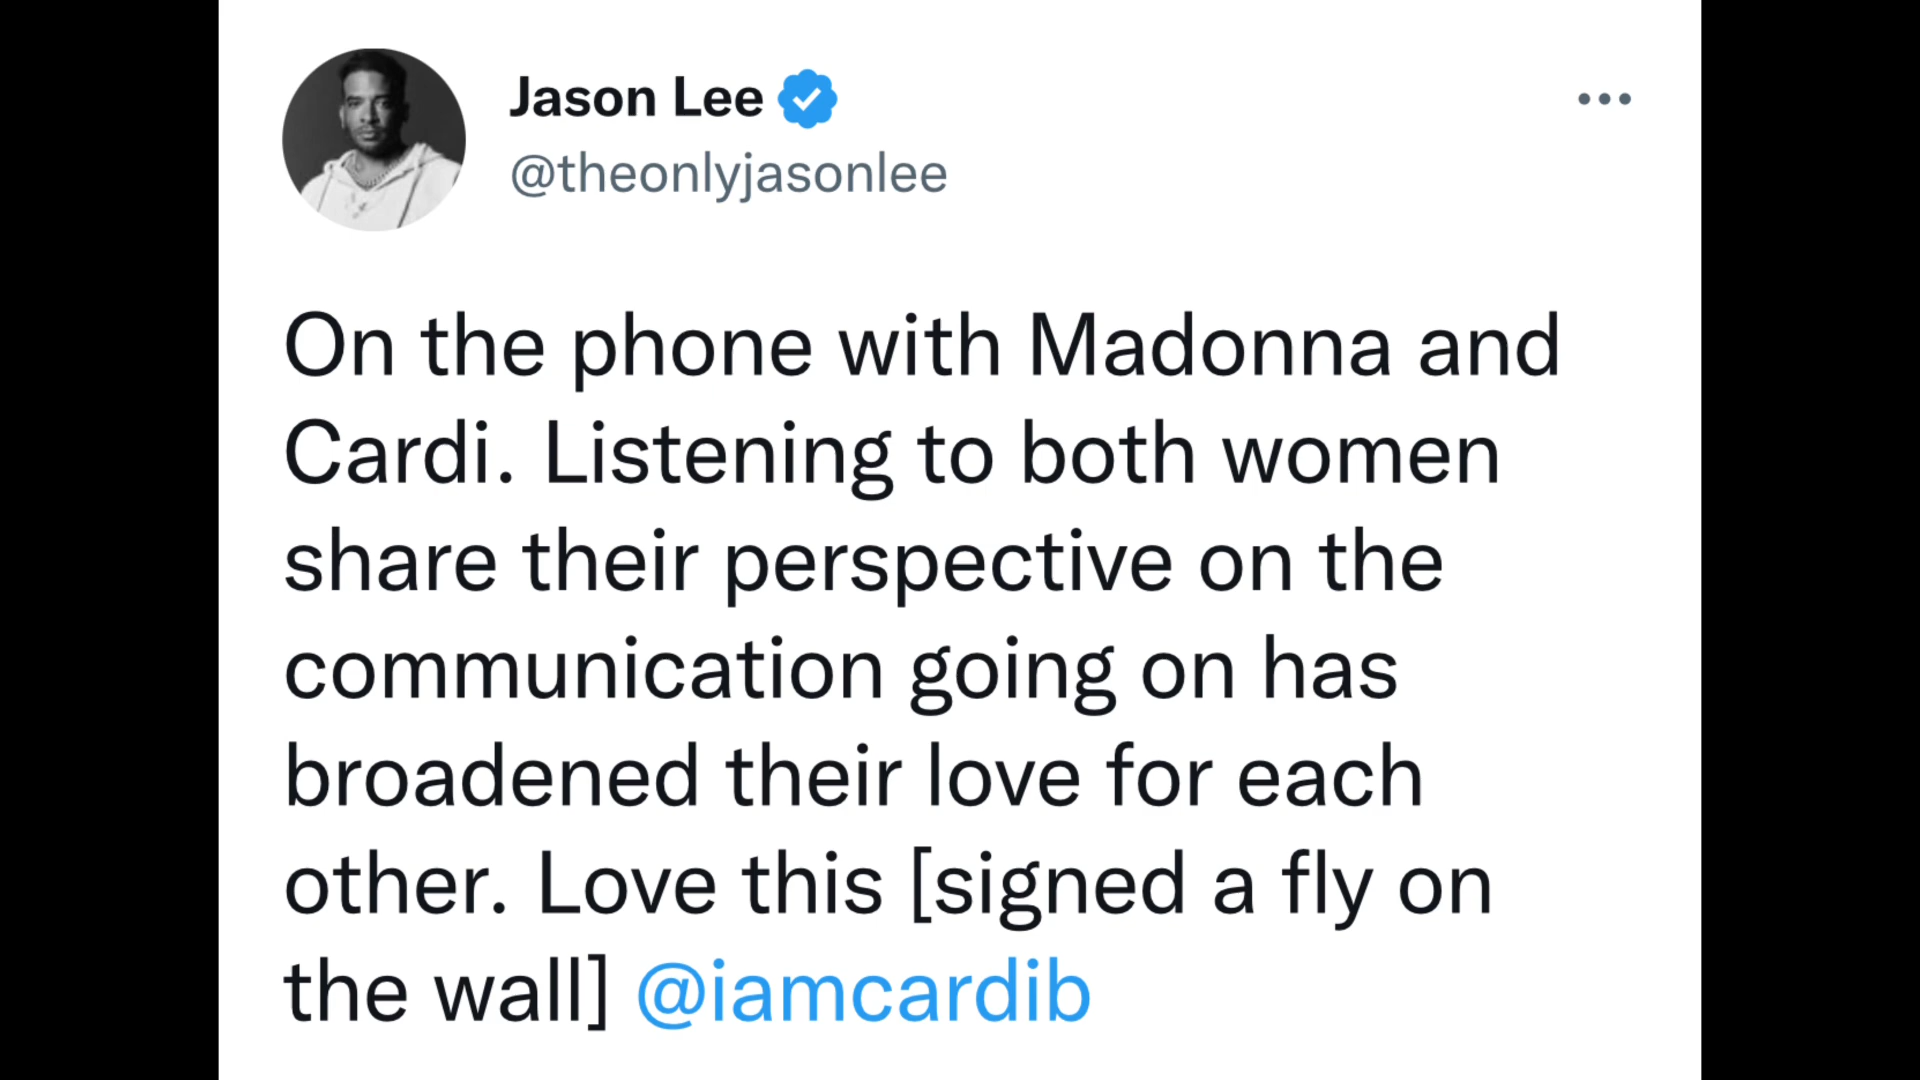 Jason Lee
@theonlyjasonlee
On the phone with Madonna and
Cardi. Listening to both women
share their perspective on the
communication going on has
broadened their love for each
other. Love this [signed a fly on
the wall] @iamcardib